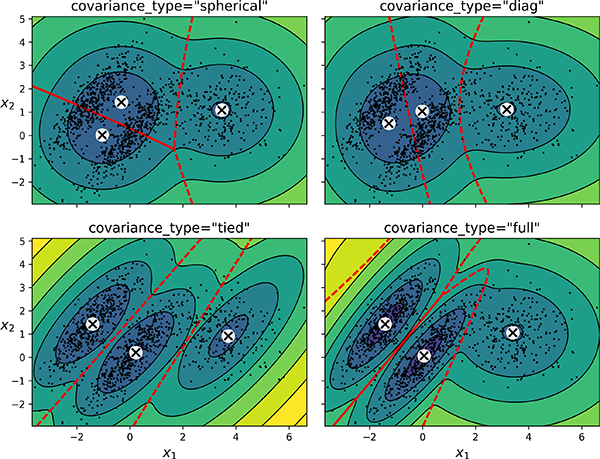 covariance_type="spherical"
covariance_type="diag"
5
4
3
2
1
0
−1
−2
x₂
covariance_type="tied"
covariance_type="full"
5
4
3
2
1
0
−1
−2
x₂
−2 0 2 4 6
−2 0 2 4 6
x₁
x₁